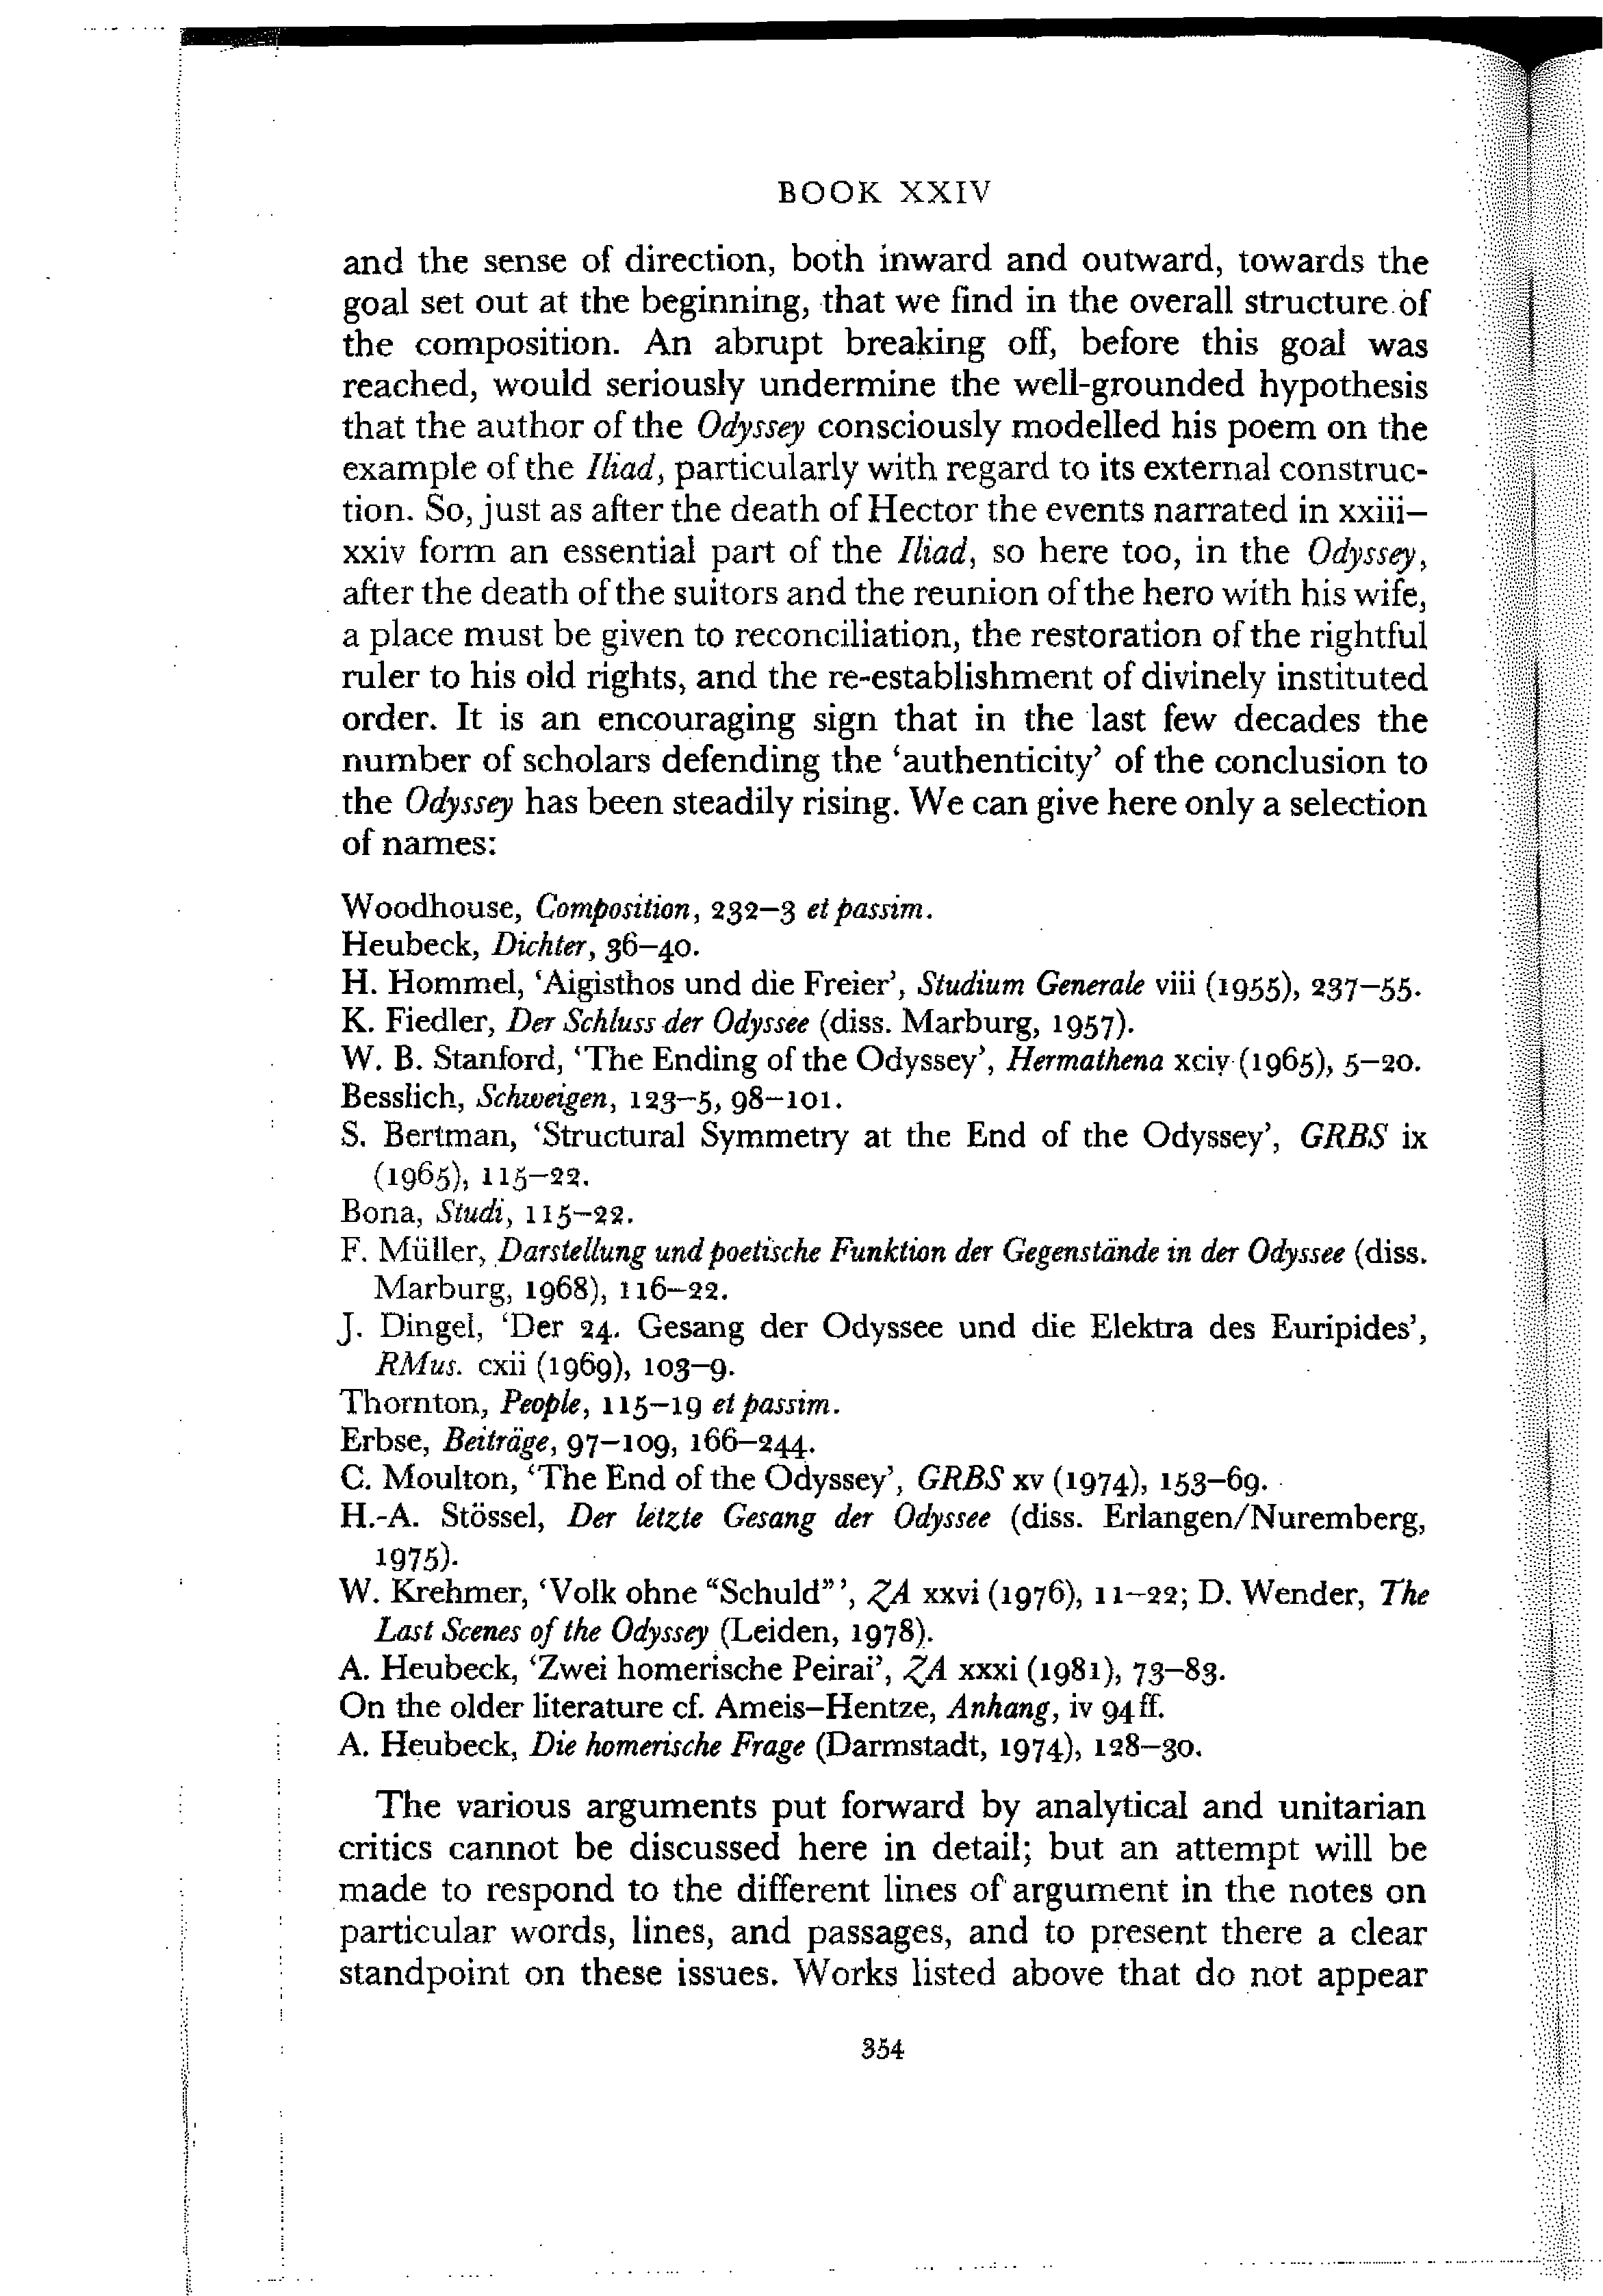 BOOK XXIV
and the sense of direction, both inward and outward, towards the
goal set out at the beginning, that we find in the overall structure of
the composition. An abrupt breaking off, before this goal was
reached, would seriously undermine the well-grounded hypothesis
that the author of the Odyssey consciously modelled his poem on the
example of the Iliad, particularly with regard to its external construc-
tion. So, just as after the death of Hector the events narrated in xxiii–
xxiv form an essential part of the Iliad, so here too, in the Odyssey,
after the death of the suitors and the reunion of the hero with his wife,
a place must be given to reconciliation, the restoration of the rightful
ruler to his old rights, and the re-establishment of divinely instituted
order. It is an encouraging sign that in the last few decades the
number of scholars defending the ‘authenticity’ of the conclusion to
the Odyssey has been steadily rising. We can give here only a selection
of names:
Woodhouse, Composition, 232–3 et passim.
Heubeck, Dichter, 36–40.
H. Hommel, ‘Aigisthos und die Freier’, Studium Generale viii (1955), 237–55.
K. Fiedler, Der Schluss der Odyssee (diss. Marburg, 1957).
W. B. Stanford, ‘The Ending of the Odyssey’, Hermathena xciv (1965), 5–20.
Besslich, Schweigen, 123–5, 98–101.
S. Bertman, ‘Structural Symmetry at the End of the Odyssey’, GRBS ix
(1965), 115–22.
Bona, Studi, 115–22.
F. Müller, Darstellung und poetische Funktion der Gegenstände in der Odyssee (diss.
Marburg, 1968), 116–22.
J. Dingel, ‘Der 24. Gesang der Odyssee und die Elektra des Euripides’,
RMus. cxii (1969), 103–9.
Thornton, People, 115–19 et passim.
Erbse, Beiträge, 97–109, 166–244.
C. Moulton, ‘The End of the Odyssey’, GRBS xv (1974), 153–69.
H.-A. Stössel, Der letzte Gesang der Odyssee (diss. Erlangen/Nuremberg,
1975).
W. Krehmer, ‘Volk ohne “Schuld” ’, ZA xxvi (1976), 11–22; D. Wender, The
Last Scenes of the Odyssey (Leiden, 1978).
A. Heubeck, ‘Zwei homerische Peirai’, ZA xxxi (1981), 73–83.
On the older literature cf. Ameis–Hentze, Anhang, iv 94 ff.
A. Heubeck, Die homerische Frage (Darmstadt, 1974), 128–30.
The various arguments put forward by analytical and unitarian
critics cannot be discussed here in detail; but an attempt will be
made to respond to the different lines of argument in the notes on
particular words, lines, and passages, and to present there a clear
standpoint on these issues. Works listed above that do not appear
354